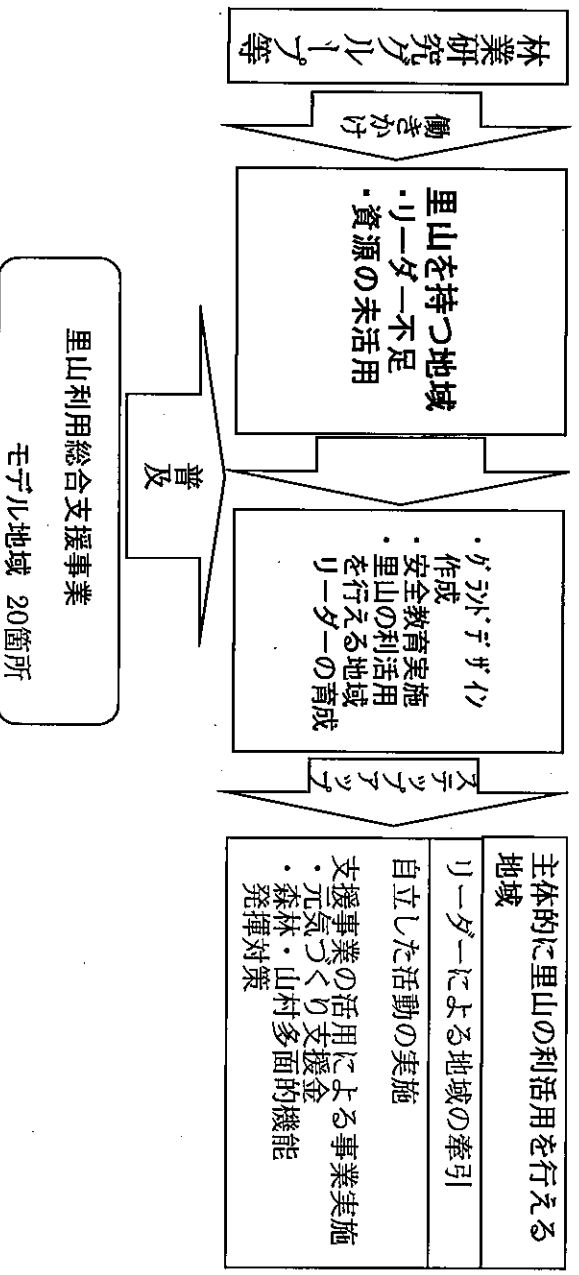 林業研究グループ等
働きかけ
里山を持つ地域
・リーダー不足
・資源の未活用
・グランドデザイン
作成
・安全教育実施
・里山の利活用
を行える地域
リーダーの育成
ステップアップ
主体的に里山の利活用を行える
地域
リーダーによる地域の牽引
自立した活動の実施
支援事業の活用による事業実施
・元気づくり支援金
・森林・山村多面的機能
発揮対策
普及
里山利用総合支援事業
モデル地域 20箇所